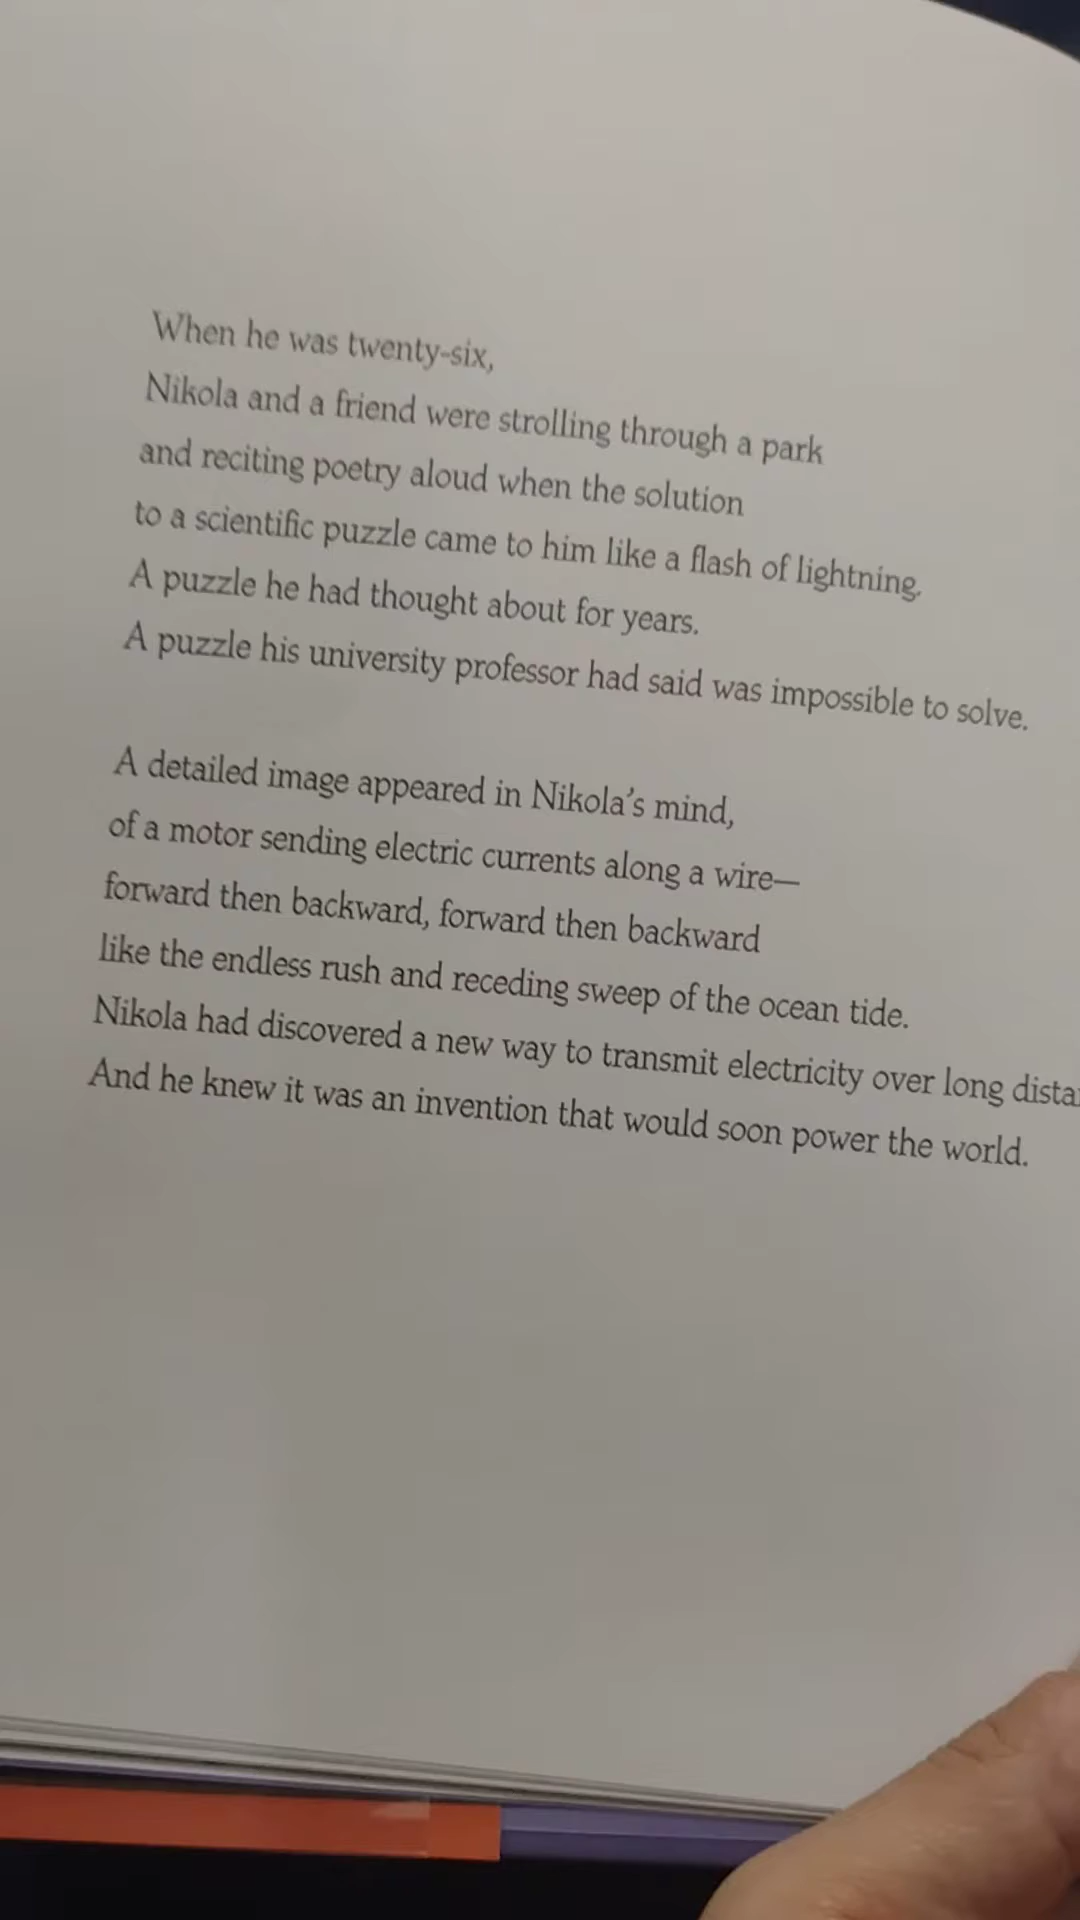 When he was twenty-six,
Nikola and a friend were strolling through a park
and reciting poetry aloud when the solution
to a scientific puzzle came to him like a flash of lightning.
A puzzle he had thought about for years.
A puzzle his university professor had said was impossible to solve.
A detailed image appeared in Nikola’s mind,
of a motor sending electric currents along a wire—
forward then backward, forward then backward
like the endless rush and receding sweep of the ocean tide.
Nikola had discovered a new way to transmit electricity over long
And he knew it was an invention that would soon power the world.